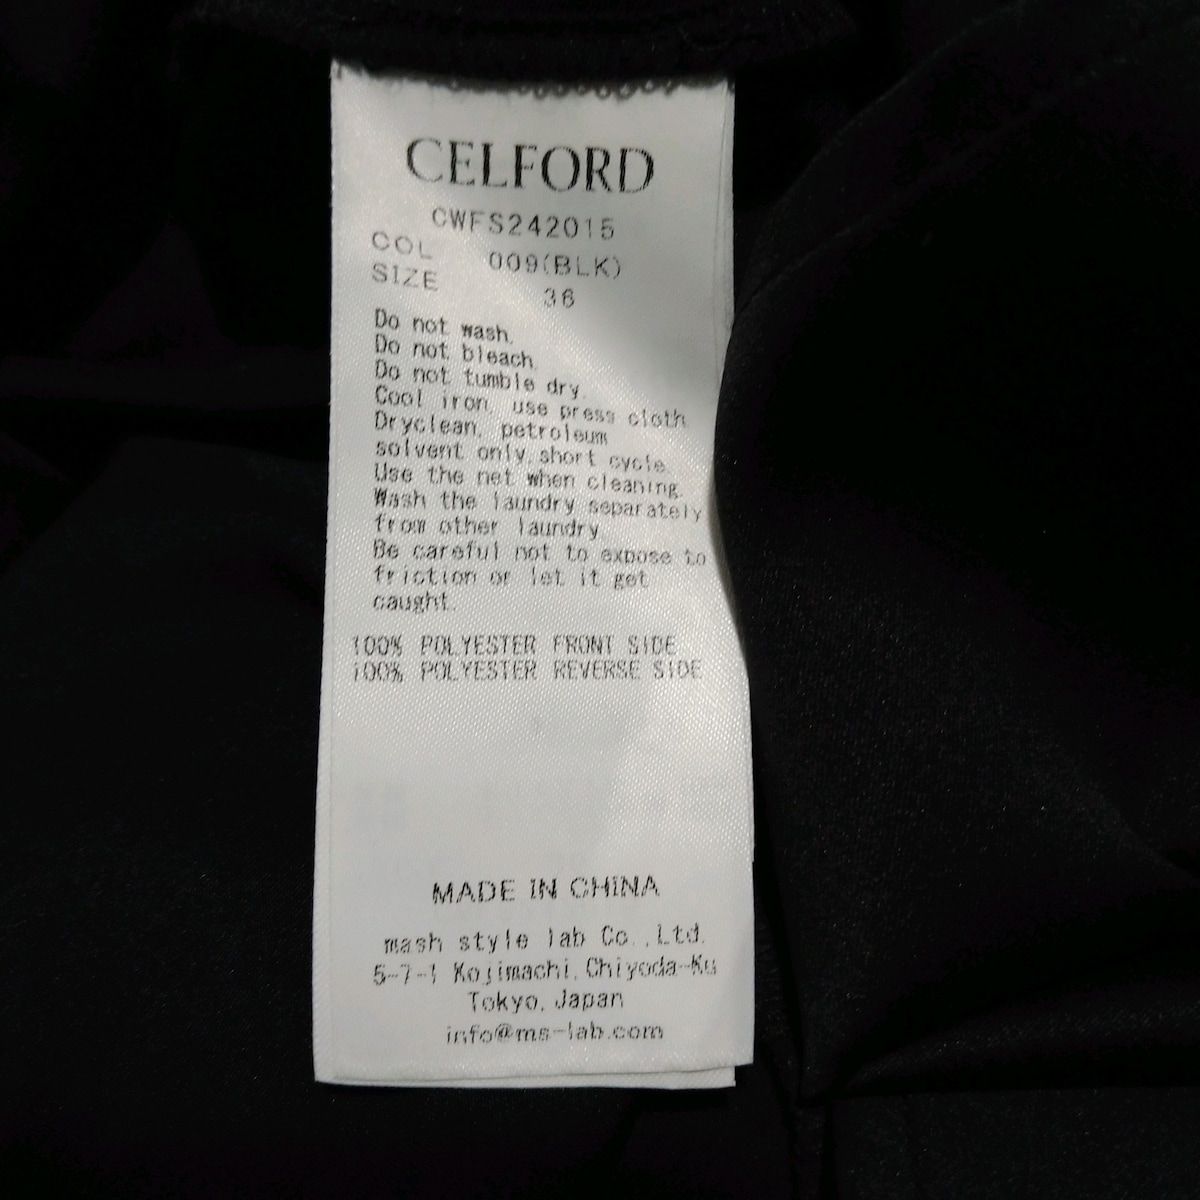 CELFORD
CWFS242015
COL 009(BLK)
SIZE 36
Do not wash.
Do not bleach.
Do not tumble dry.
Cool iron, use press cloth.
Dryclean, petroleum
solvent only, short cycle.
Use the net when cleaning.
Wash the laundry separately
from other laundry.
Be careful not to expose to
friction or let it get
caught.
100% POLYESTER FRONT SIDE
100% POLYESTER REVERSE SIDE
MADE IN CHINA
mash style lab Co.,Ltd.
5-7-1 Kojimachi, Chiyoda-Ku
Tokyo, Japan
info@ms-lab.com